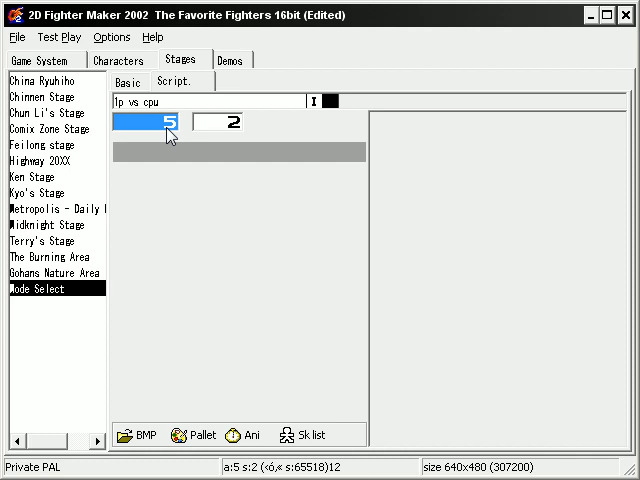 2D Fighter Maker 2002  The Favorite Fighters 16bit (Edited)
File Test Play Options Help
Game System Characters Stages Demos
Basic Script.
1p vs cpu I
5 2
China Ryuhiho
Chinnen Stage
Chun Li's Stage
Comix Zone Stage
Feilong stage
Highway 20XX
Ken Stage
Kyo's Stage
Metropolis - Daily
Midknight Stage
Terry's Stage
The Burning Area
Gohans Nature Area
Mode Select
BMP Pallet Ani Sk list
Private PAL
a:5 s:2 (‹ó‚« s:65518)12
size 640x480 (307200)